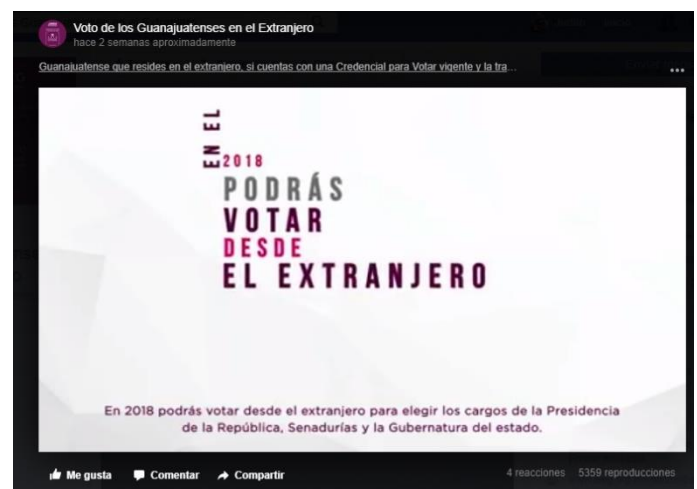 Voto de los Guanajuatenses en el Extranjero
hace 2 semanas aproximadamente
Guanajuatense que resides en el extranjero, si cuentas con una Credencial para Votar vigente y la tra...
EN EL
2018
PODRÁS
VOTAR
DESDE
EL EXTRANJERO
En 2018 podrás votar desde el extranjero para elegir los cargos de la Presidencia
de la República, Senadurías y la Gubernatura del estado.
Me gusta Comentar Compartir 4 reacciones 5359 reproducciones